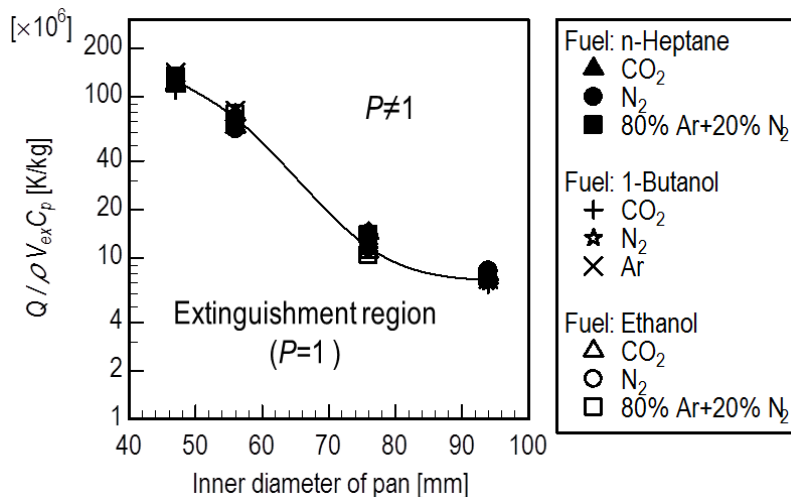 [×10⁶]
200
100
40
20
10
4
2
1
Q / ρ V_ex C_p [K/kg]
P≠1
Extinguishment region
(P=1 )
40 50 60 70 80 90 100
Inner diameter of pan [mm]
Fuel: n-Heptane
CO₂
N₂
80% Ar+20% N₂
Fuel: 1-Butanol
CO₂
N₂
Ar
Fuel: Ethanol
CO₂
N₂
80% Ar+20% N₂